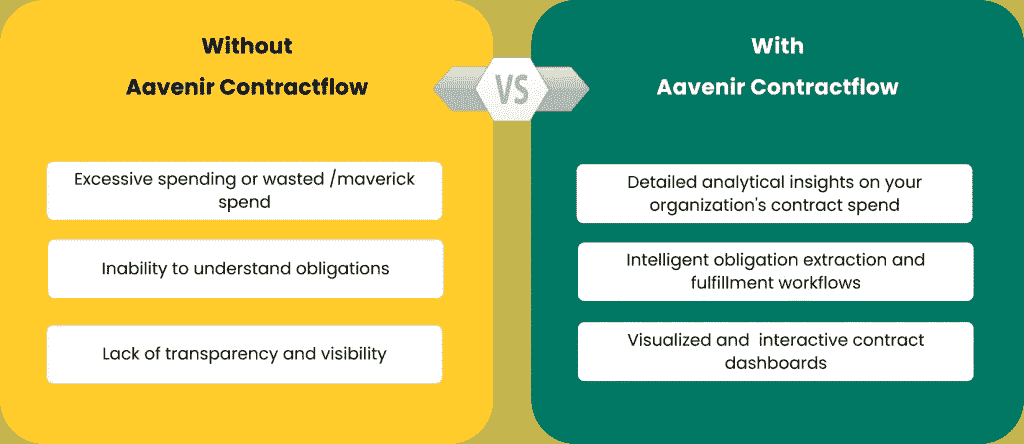 Without
Aavenir Contractflow
Excessive spending or wasted /maverick
spend
Inability to understand obligations
Lack of transparency and visibility
VS
With
Aavenir Contractflow
Detailed analytical insights on your
organization's contract spend
Intelligent obligation extraction and
fulfillment workflows
Visualized and interactive contract
dashboards